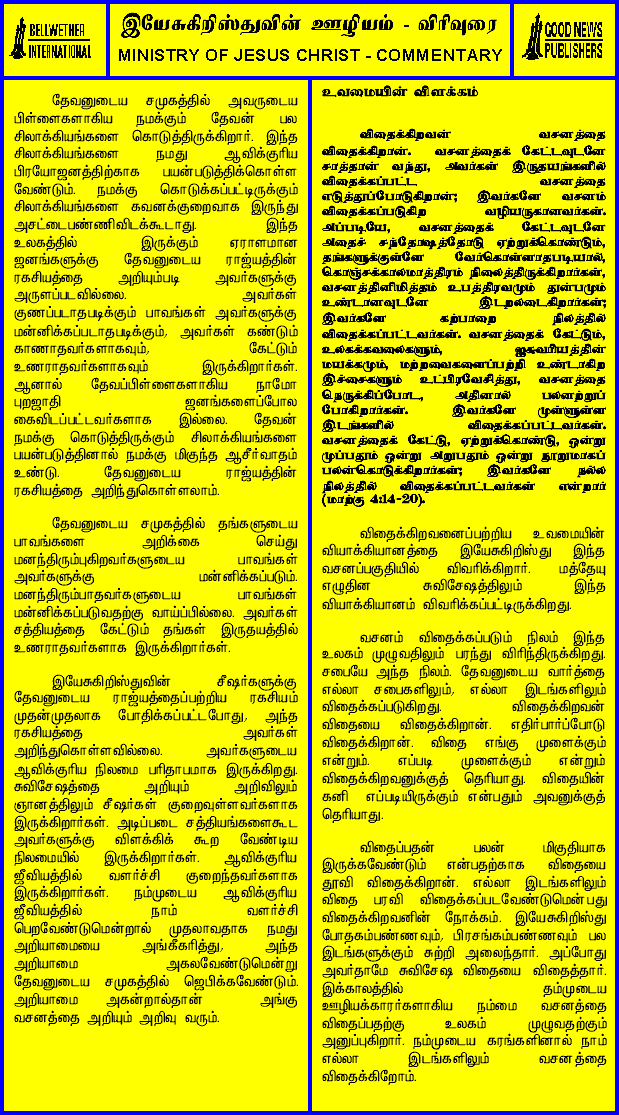 BELLWETHER
INTERNATIONAL
இயேசுகிறிஸ்துவின் ஊழியம் - விரிவுரை
MINISTRY OF JESUS CHRIST - COMMENTARY
GOOD NEWS
PUBLISHERS
தேவனுடைய சமுகத்தில் அவருடைய
பிள்ளைகளாகிய நமக்கும் தேவன் பல
சிலாக்கியங்களை கொடுத்திருக்கிறார். இந்த
சிலாக்கியங்களை நமது ஆவிக்குரிய
பிரயோஜனத்திற்காக பயன்படுத்திக்கொள்ள
வேண்டும். நமக்கு கொடுக்கப்பட்டிருக்கும்
சிலாக்கியங்களை கவனக்குறைவாக இருந்து
அசட்டைபண்ணிவிடக்கூடாது. இந்த
உலகத்தில் இருக்கும் ஏராளமான
ஜனங்களுக்கு தேவனுடைய ராஜ்யத்தின்
ரகசியத்தை அறியும்படி அவர்களுக்கு
அருளப்படவில்லை. அவர்கள்
குணப்படாதபடிக்கும் பாவங்கள் அவர்களுக்கு
மன்னிக்கப்படாதபடிக்கும், அவர்கள் கண்டும்
காணாதவர்களாகவும், கேட்டும்
உணராதவர்களாகவும் இருக்கிறார்கள்.
ஆனால் தேவப்பிள்ளைகளாகிய நாமோ
புறஜாதி ஜனங்களைப்போல
கைவிடப்பட்டவர்களாக இல்லை. தேவன்
நமக்கு கொடுத்திருக்கும் சிலாக்கியங்களை
பயன்படுத்தினால் நமக்கு மிகுந்த ஆசீர்வாதம்
உண்டு. தேவனுடைய ராஜ்யத்தின்
ரகசியத்தை அறிந்துகொள்ளலாம்.
தேவனுடைய சமுகத்தில் தங்களுடைய
பாவங்களை அறிக்கை செய்து
மனந்திரும்புகிறவர்களுடைய பாவங்கள்
அவர்களுக்கு மன்னிக்கப்படும்.
மனந்திரும்பாதவர்களுடைய பாவங்கள்
மன்னிக்கப்படுவதற்கு வாய்ப்பில்லை. அவர்கள்
சத்தியத்தை கேட்டும் தங்கள் இருதயத்தில்
உணராதவர்களாக இருக்கிறார்கள்.
இயேசுகிறிஸ்துவின் சீஷர்களுக்கு
தேவனுடைய ராஜ்யத்தைப்பற்றிய ரகசியம்
முதன்முதலாக போதிக்கப்பட்டபோது, அந்த
ரகசியத்தை அவர்கள்
அறிந்துகொள்ளவில்லை. அவர்களுடைய
ஆவிக்குரிய நிலமை பரிதாபமாக இருக்கிறது.
சுவிசேஷத்தை அறியும் அறிவிலும்
ஞானத்திலும் சீஷர்கள் குறைவுள்ளவர்களாக
இருக்கிறார்கள். அடிப்படை சத்தியங்களைகூட
அவர்களுக்கு விளக்கிக் கூற வேண்டிய
நிலமையில் இருக்கிறார்கள். ஆவிக்குரிய
ஜீவியத்தில் வளர்ச்சி குறைந்தவர்களாக
இருக்கிறார்கள். நம்முடைய ஆவிக்குரிய
ஜீவியத்தில் நாம் வளர்ச்சி
பெறவேண்டுமென்றால் முதலாவதாக நமது
அறியாமையை அங்கீகரித்து, அந்த
அறியாமை அகலவேண்டுமென்று
தேவனுடைய சமுகத்தில் ஜெபிக்கவேண்டும்.
அறியாமை அகன்றால்தான் அங்கு
வசனத்தை அறியும் அறிவு வரும்.
உவமையின் விளக்கம்
விதைக்கிறவன் வசனத்தை
விதைக்கிறான். வசனத்தைக் கேட்டவுடனே
சாத்தான் வந்து, அவர்கள் இருதயங்களில்
விதைக்கப்பட்ட வசனத்தை
எடுத்துப்போடுகிறான்; இவர்களே வசனம்
விதைக்கப்படுகிற வழியருகானவர்கள்.
அப்படியே, வசனத்தைக் கேட்டவுடனே
அதைச் சந்தோஷத்தோடு ஏற்றுக்கொண்டும்,
தங்களுக்குள்ளே வேர்கொள்ளாதபடியால்,
கொஞ்சக்காலமாத்திரம் நிலைத்திருக்கிறார்கள்,
வசனத்தினிமித்தம் உபத்திரவமும் துன்பமும்
உண்டானவுடனே இடறலடைகிறார்கள்;
இவர்களே கற்பாறை நிலத்தில்
விதைக்கப்பட்டவர்கள். வசனத்தைக் கேட்டும்,
உலகக்கவலைகளும், ஐசுவரியத்தின்
மயக்கமும், மற்றவைகளைப்பற்றி உண்டாகிற
இச்சைகளும் உட்பிரவேசித்து, வசனத்தை
நெருக்கிப்போட, அதினால் பலனற்றுப்
போகிறார்கள். இவர்களே முள்ளுள்ள
இடங்களில் விதைக்கப்பட்டவர்கள்.
வசனத்தைக் கேட்டு, ஏற்றுக்கொண்டு, ஒன்று
முப்பதும் ஒன்று அறுபதும் ஒன்று நூறுமாகப்
பலன்கொடுக்கிறார்கள்; இவர்களே நல்ல
நிலத்தில் விதைக்கப்பட்டவர்கள் என்றார்
(மாற்கு 4:14-20).
விதைக்கிறவனைப்பற்றிய உவமையின்
வியாக்கியானத்தை இயேசுகிறிஸ்து இந்த
வசனப்பகுதியில் விவரிக்கிறார். மத்தேயு
எழுதின சுவிசேஷத்திலும் இந்த
வியாக்கியானம் விவரிக்கப்பட்டிருக்கிறது.
வசனம் விதைக்கப்படும் நிலம் இந்த
உலகம் முழுவதிலும் பரந்து விரிந்திருக்கிறது.
சபையே அந்த நிலம். தேவனுடைய வார்த்தை
எல்லா சபைகளிலும், எல்லா இடங்களிலும்
விதைக்கப்படுகிறது. விதைக்கிறவன்
விதையை விதைக்கிறான். எதிர்பார்ப்போடு
விதைக்கிறான். விதை எங்கு முளைக்கும்
என்றும். எப்படி முளைக்கும் என்றும்
விதைக்கிறவனுக்குத் தெரியாது. விதையின்
கனி எப்படியிருக்கும் என்பதும் அவனுக்குத்
தெரியாது.
விதைப்பதன் பலன் மிகுதியாக
இருக்கவேண்டும் என்பதற்காக விதையை
தூவி விதைக்கிறான். எல்லா இடங்களிலும்
விதை பரவி விதைக்கப்படவேண்டுமென்பது
விதைக்கிறவனின் நோக்கம். இயேசுகிறிஸ்து
போதகம்பண்ணவும், பிரசங்கம்பண்ணவும் பல
இடங்களுக்கும் சுற்றி அலைந்தார். அப்போது
அவர்தாமே சுவிசேஷ விதையை விதைத்தார்.
இக்காலத்தில் தம்முடைய
ஊழியக்காரர்களாகிய நம்மை வசனத்தை
விதைப்பதற்கு உலகம் முழுவதற்கும்
அனுப்புகிறார். நம்முடைய கரங்களினால் நாம்
எல்லா இடங்களிலும் வசனத்தை
விதைக்கிறோம்.